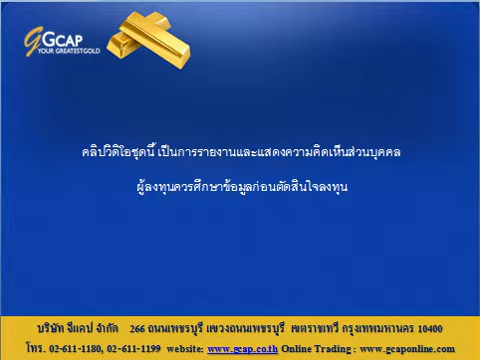 GCAP
YOUR GREATESTGOLD
คลิปวิดิโอชุดนี้ เป็นการรายงานและแสดงความคิดเห็นส่วนบุคคล
ผู้ลงทุนควรศึกษาข้อมูลก่อนตัดสินใจลงทุน
บริษัท จีแคป จำกัด 266 ถนนเพชรบุรี แขวงถนนเพชรบุรี เขตราชเทวี กรุงเทพมหานคร 10400
โทร. 02-611-1180, 02-611-1199 website: www.gcap.co.th Online Trading : www.gcaponline.com